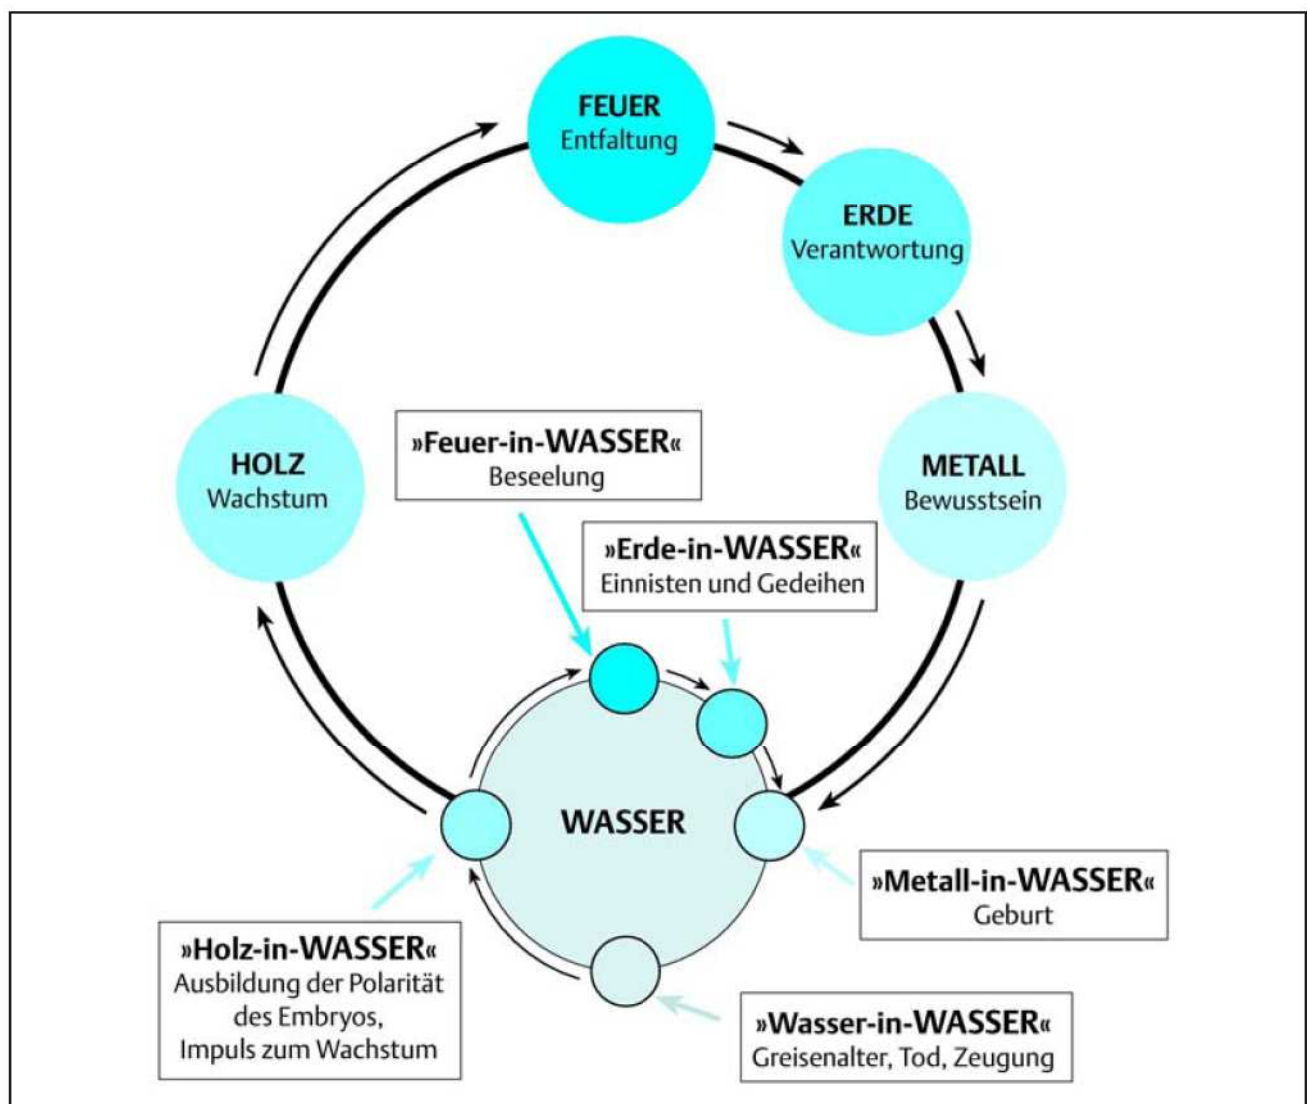 FEUER
Entfaltung
ERDE
Verantwortung
HOLZ
Wachstum
»Feuer-in-WASSER«
Beseelung
METALL
Bewusstsein
»Erde-in-WASSER«
Einnisten und Gedeihen
WASSER
»Metall-in-WASSER«
Geburt
»Holz-in-WASSER«
Ausbildung der Polarität
des Embryos,
Impuls zum Wachstum
»Wasser-in-WASSER«
Greisenalter, Tod, Zeugung